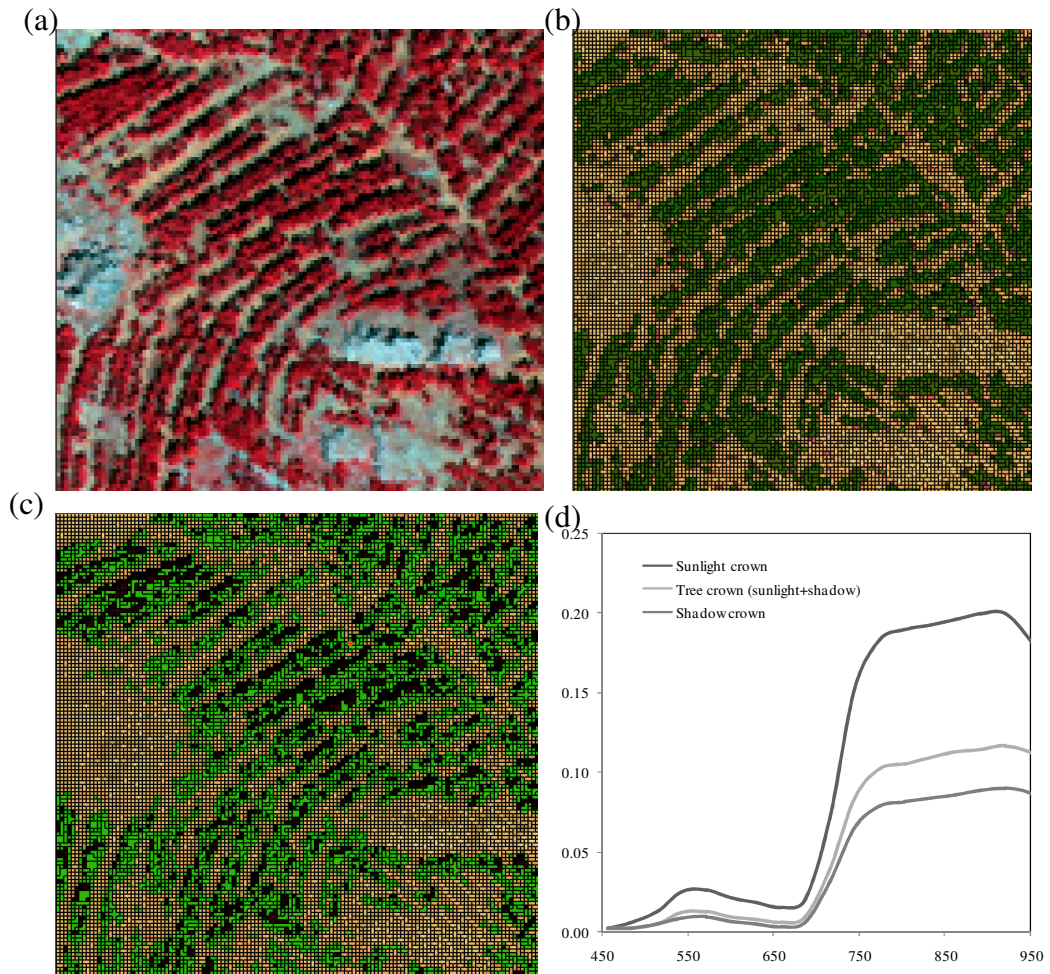 (a)
(b)
(c)
(d)
0.25
Sunlight crown
Tree crown (sunlight+shadow)
Shadow crown
0.20
0.15
0.10
0.05
0.00
450 550 650 750 850 950